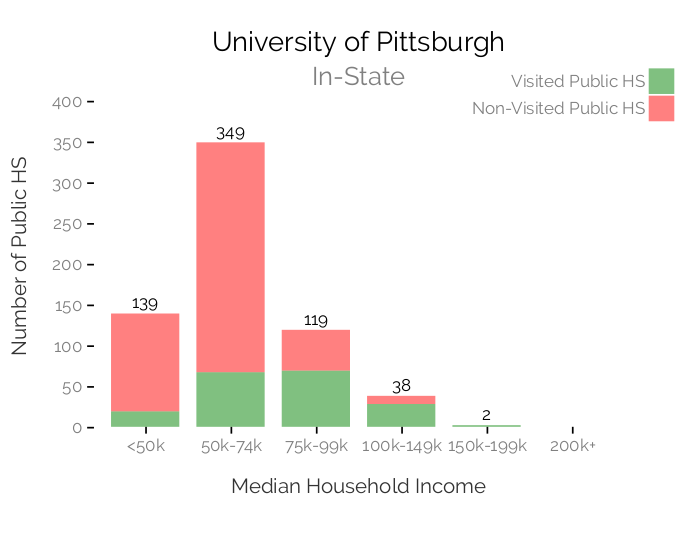 University of Pittsburgh
In-State
Visited Public HS
Non-Visited Public HS
Number of Public HS
400
350
300
250
200
150
100
50
0
139
349
119
38
2
<50k
50k-74k
75k-99k
100k-149k
150k-199k
200k+
Median Household Income